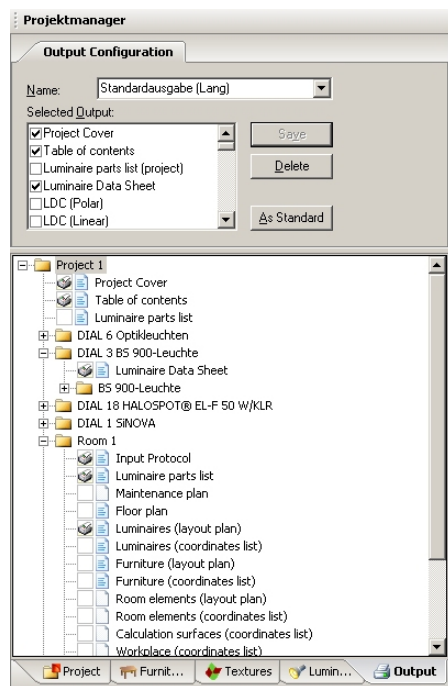 Projektmanager
Output Configuration
Name: Standardausgabe (Lang)
Selected Output:
Project Cover
Table of contents
Luminaire parts list (project)
Luminaire Data Sheet
LDC (Polar)
LDC (Linear)
Save
Delete
As Standard
Project 1
Project Cover
Table of contents
Luminaire parts list
DIAL 6 Optikleuchten
DIAL 3 BS 900-Leuchte
Luminaire Data Sheet
BS 900-Leuchte
DIAL 18 HALOSPOT® EL-F 50 W/KLR
DIAL 1 SiNOVA
Room 1
Input Protocol
Luminaire parts list
Maintenance plan
Floor plan
Luminaires (layout plan)
Luminaires (coordinates list)
Furniture (layout plan)
Furniture (coordinates list)
Room elements (layout plan)
Room elements (coordinates list)
Calculation surfaces (coordinates list)
Workplace (coordinates list)
Project Furnit... Textures Lumin... Output